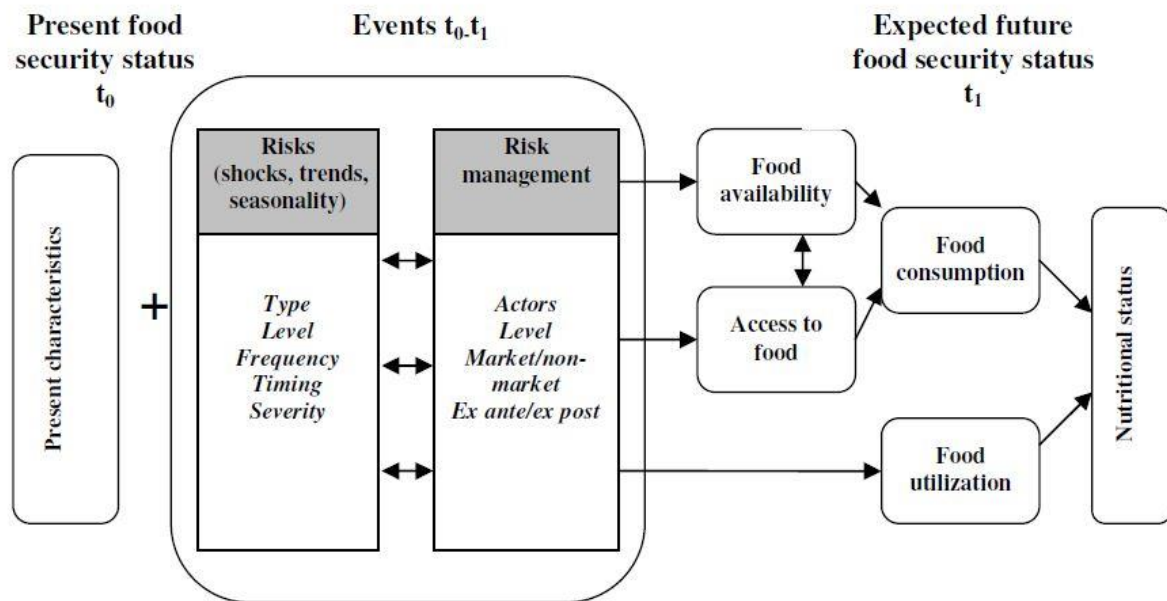 Present food
security status
t0
Events t0-t1
Expected future
food security status
t1
Present characteristics
+
Risks
(shocks, trends,
seasonality)
Type
Level
Frequency
Timing
Severity
Risk
management
Actors
Level
Market/non-
market
Ex ante/ex post
Food
availability
Access to
food
Food
consumption
Food
utilization
Nutritional status